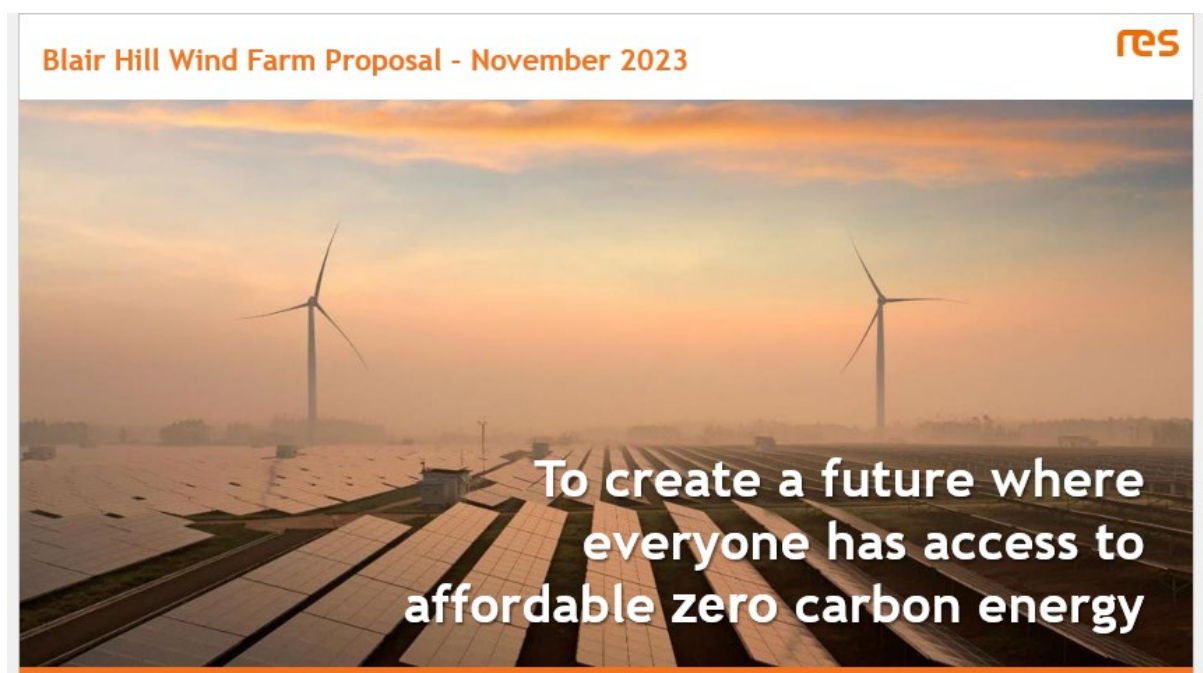 Blair Hill Wind Farm Proposal - November 2023
res
To create a future where
everyone has access to
affordable zero carbon energy